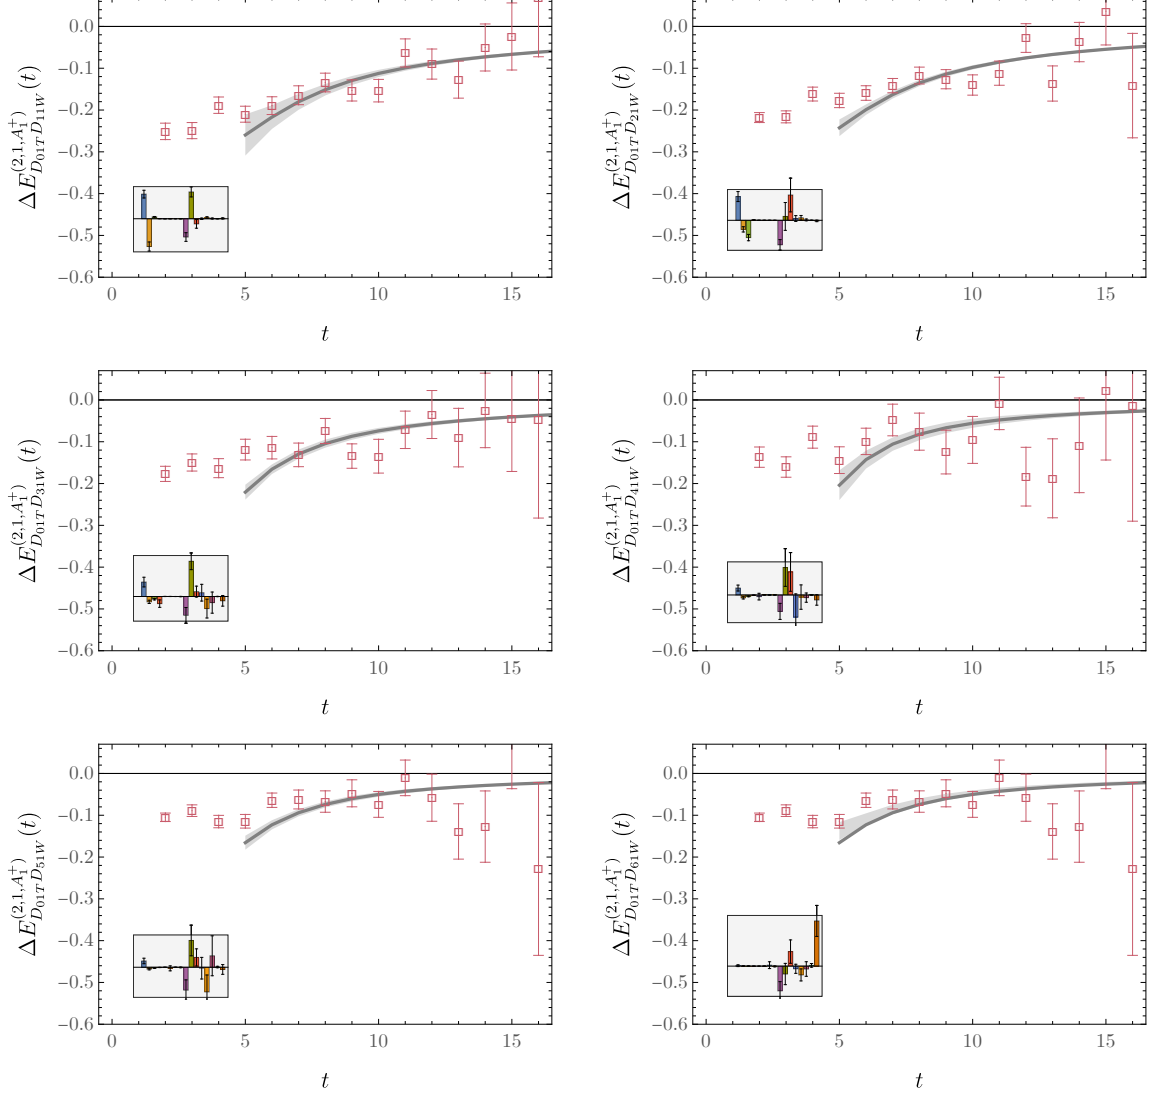 0.0
−0.1
−0.2
−0.3
−0.4
−0.5
−0.6
0 5 10 15
t
ΔE^{(2,1,A_1^+)}_{D_{01T}D_{11W}}(t)
0.0
−0.1
−0.2
−0.3
−0.4
−0.5
−0.6
0 5 10 15
t
ΔE^{(2,1,A_1^+)}_{D_{01T}D_{21W}}(t)
0.0
−0.1
−0.2
−0.3
−0.4
−0.5
−0.6
0 5 10 15
t
ΔE^{(2,1,A_1^+)}_{D_{01T}D_{31W}}(t)
0.0
−0.1
−0.2
−0.3
−0.4
−0.5
−0.6
0 5 10 15
t
ΔE^{(2,1,A_1^+)}_{D_{01T}D_{41W}}(t)
0.0
−0.1
−0.2
−0.3
−0.4
−0.5
−0.6
0 5 10 15
t
ΔE^{(2,1,A_1^+)}_{D_{01T}D_{51W}}(t)
0.0
−0.1
−0.2
−0.3
−0.4
−0.5
−0.6
0 5 10 15
t
ΔE^{(2,1,A_1^+)}_{D_{01T}D_{61W}}(t)